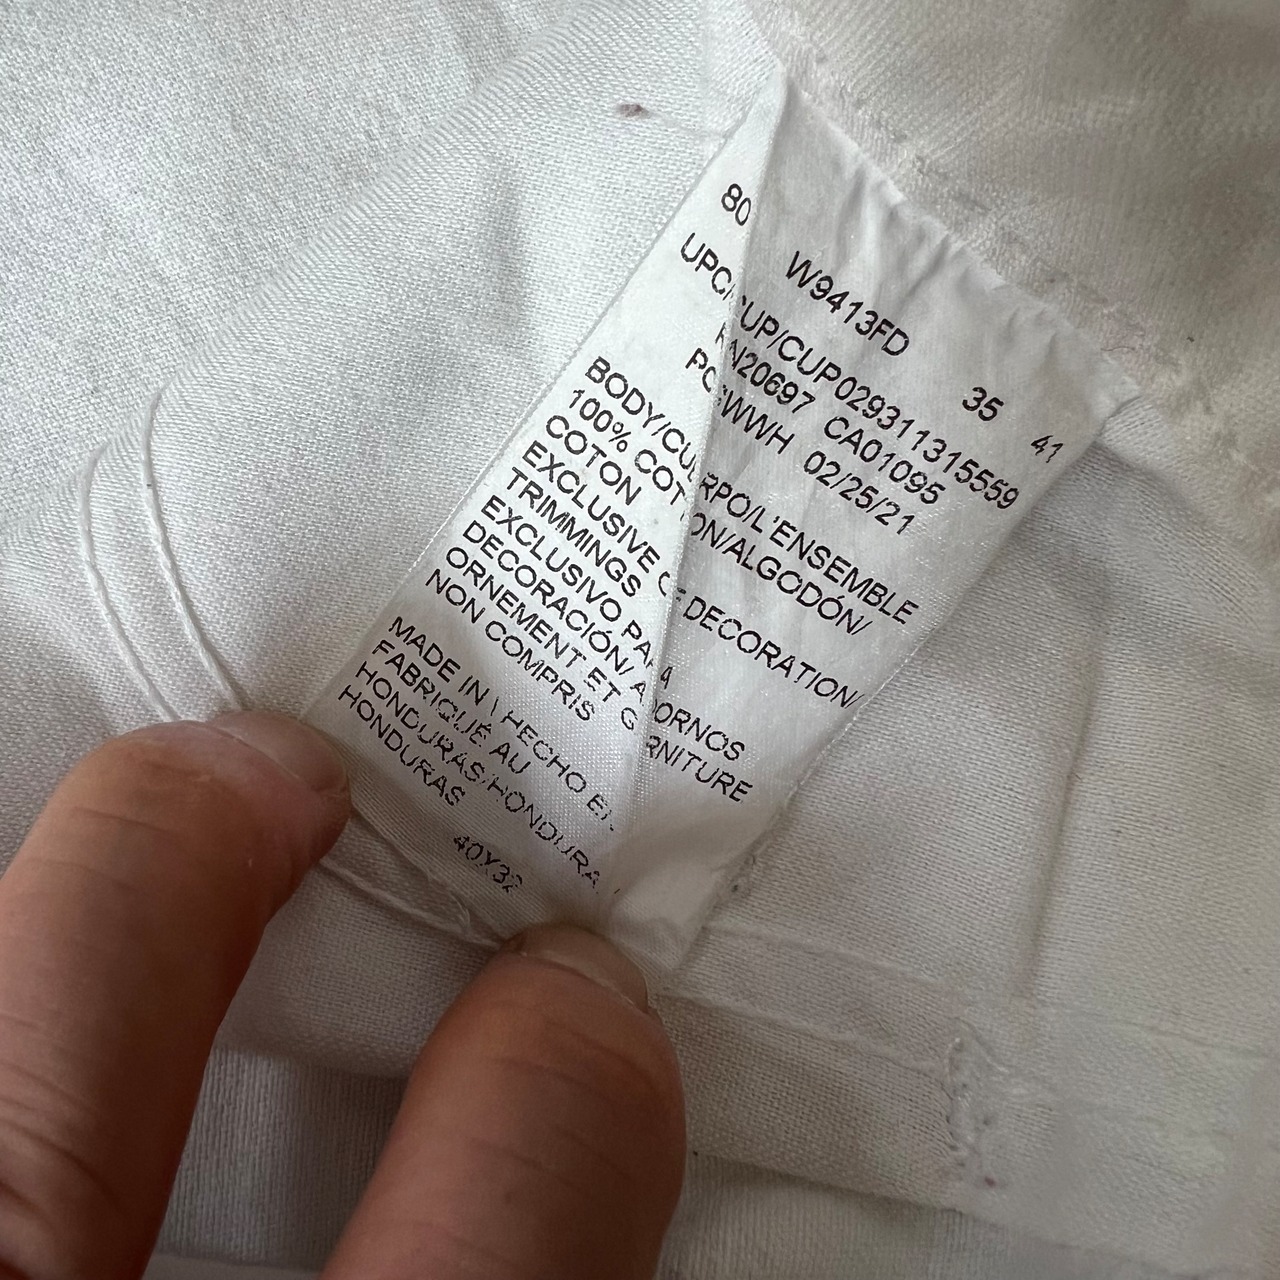 80 W9413FD 35 41
UPC/CUP/CUP029311315559
RN20697 CA01095
WWH 02/25/21
BODY/CUERPO/L'ENSEMBLE
100% COTTON/ALGODÓN/
COTON
EXCLUSIVE OF DECORATION/
TRIMMINGS
EXCLUSIVO PARA
DECORACIÓN/ADORNOS
ORNEMENT ET GARNITURE
NON COMPRIS
MADE IN \ HECHO EN
FABRIQUÉ AU
HONDURAS/HONDURAS
HONDURAS
40X32